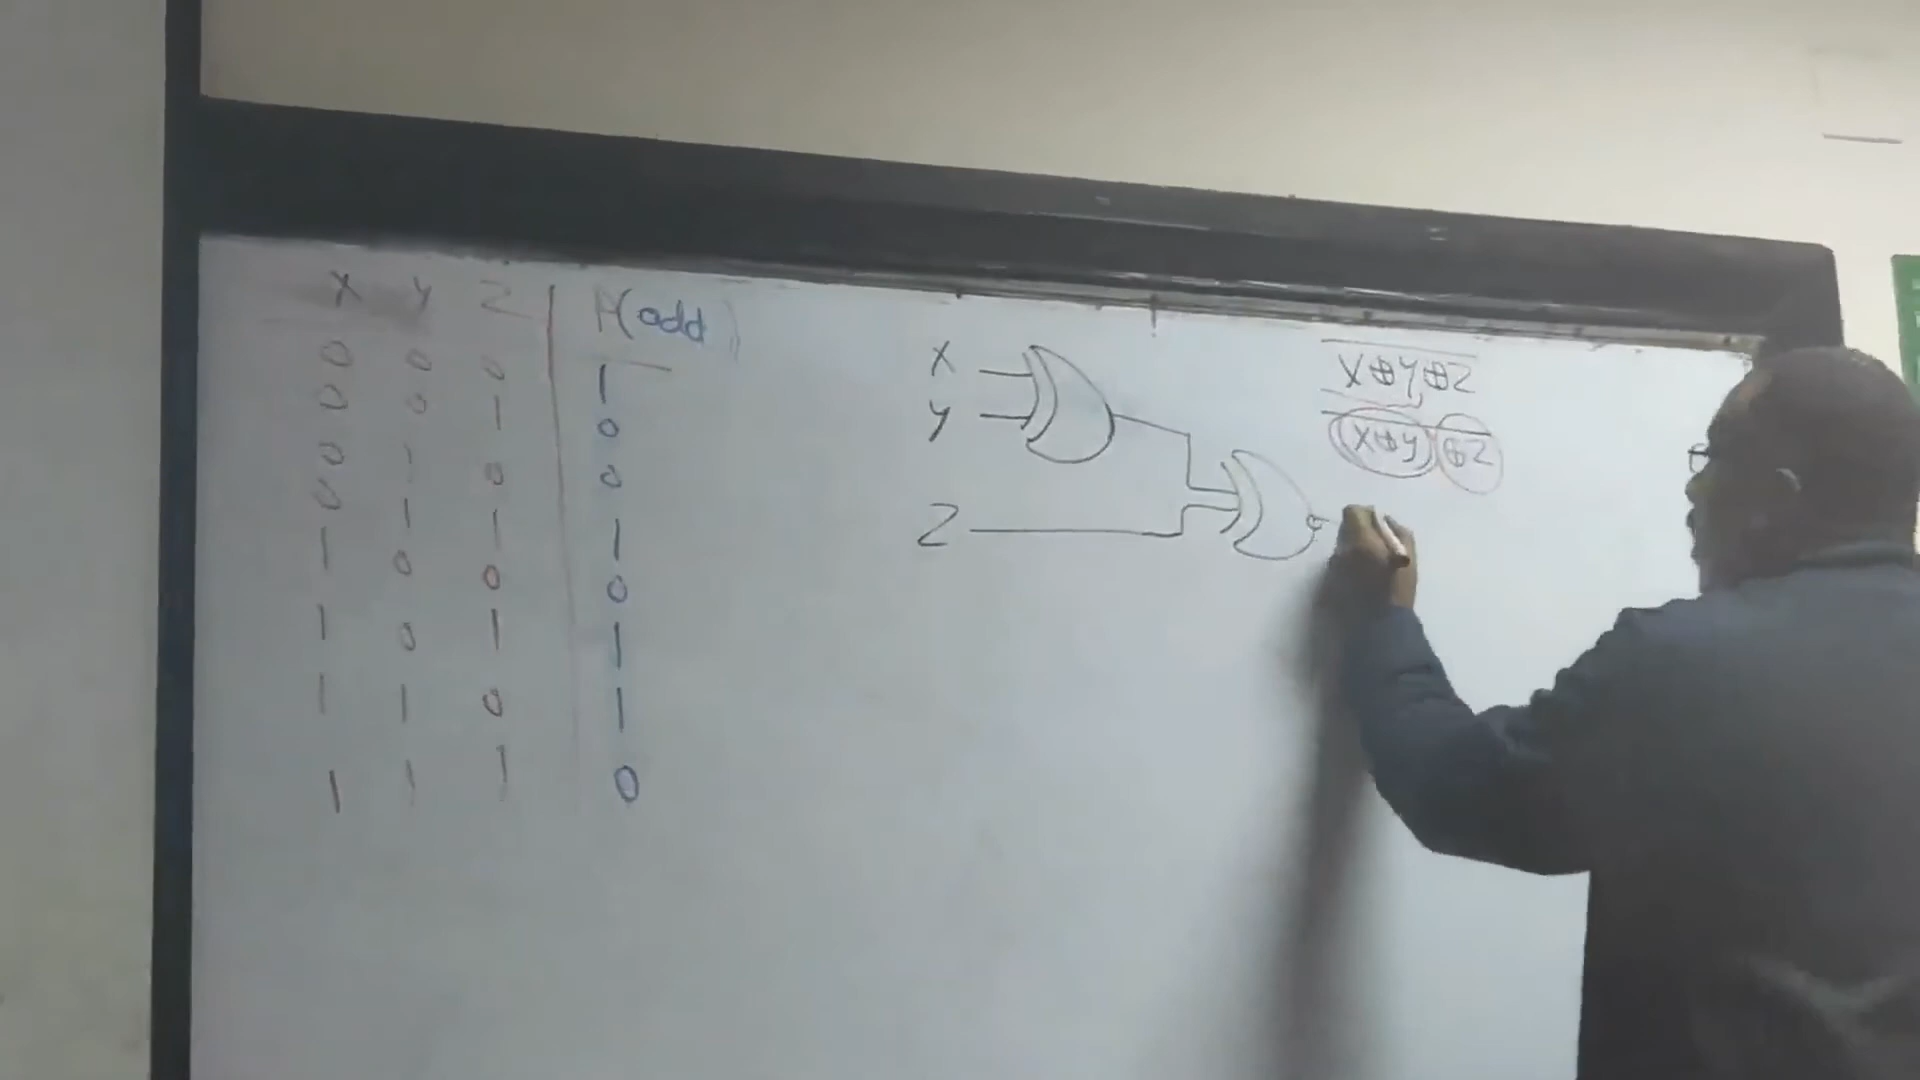 X Y Z P(odd)
0 0 0 1
0 0 1 0
0 1 0 0
0 1 1 1
1 0 0 0
1 0 1 1
1 1 0 1
1 1 1 0
X
Y
Z
X⊕Y⊕Z
(X⊕Y)⊕Z